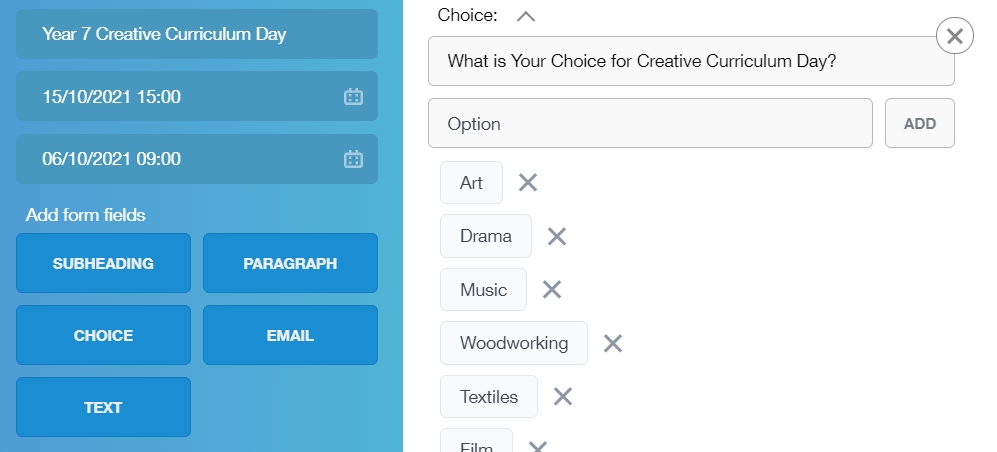 Year 7 Creative Curriculum Day
15/10/2021 15:00
06/10/2021 09:00
Add form fields
SUBHEADING
PARAGRAPH
CHOICE
EMAIL
TEXT
Choice:
What is Your Choice for Creative Curriculum Day?
Option
ADD
Art
Drama
Music
Woodworking
Textiles
Film